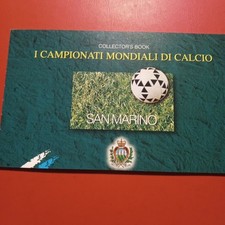 COLLECTOR'S BOOK
I CAMPIONATI MONDIALI DI CALCIO
SAN MARINO